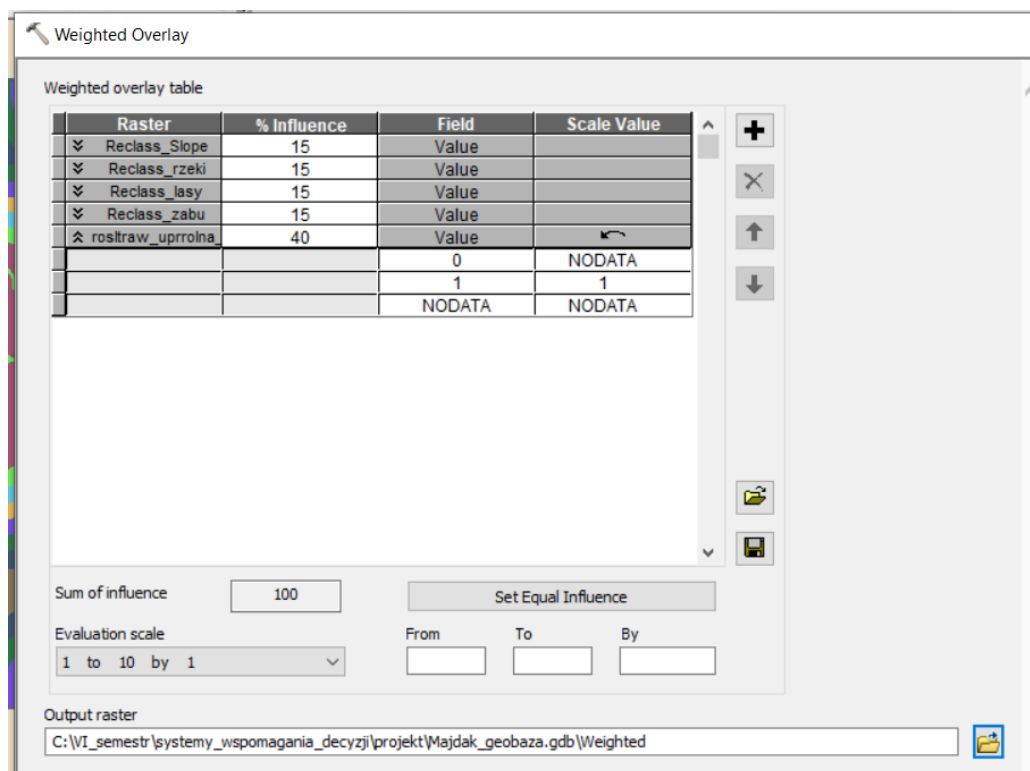 Weighted Overlay
Weighted overlay table
Raster % Influence Field Scale Value
Reclass_Slope 15 Value
Reclass_rzeki 15 Value
Reclass_lasy 15 Value
Reclass_zabu 15 Value
rosltraw_uprrolna_ 40 Value
0 NODATA
1 1
NODATA NODATA
Sum of influence 100 Set Equal Influence
Evaluation scale From To By
1 to 10 by 1
Output raster
C:\VI_semestr\systemy_wspomagania_decyzji\projekt\Majdak_geobaza.gdb\Weighted